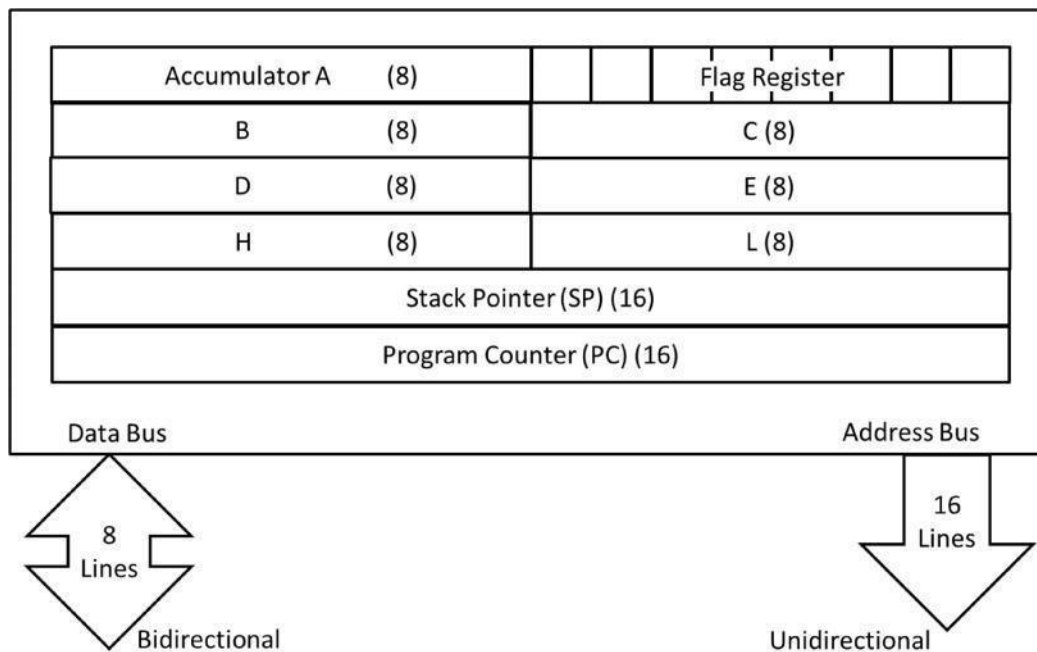 Accumulator A (8) Flag Register
B (8) C (8)
D (8) E (8)
H (8) L (8)
Stack Pointer (SP) (16)
Program Counter (PC) (16)
Data Bus Address Bus
8
Lines
16
Lines
Bidirectional Unidirectional